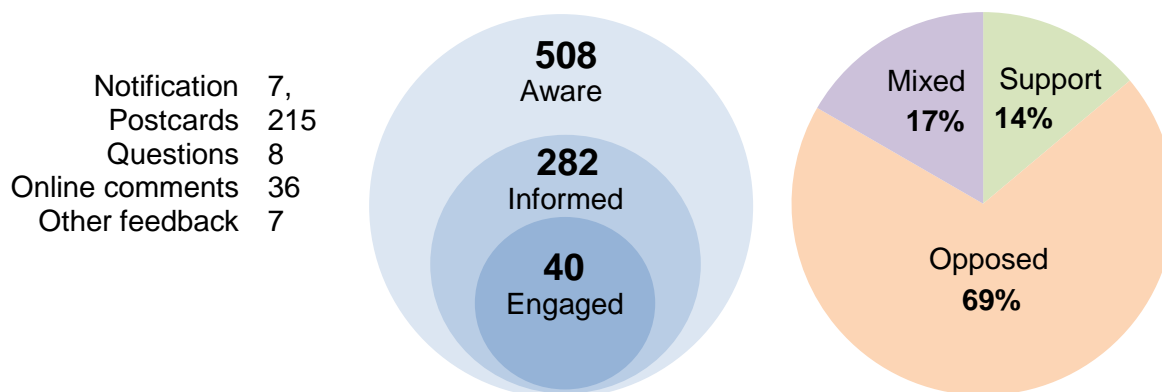 Notification 7,
Postcards 215
Questions 8
Online comments 36
Other feedback 7
508
Aware
282
Informed
40
Engaged
Mixed
17%
Support
14%
Opposed
69%